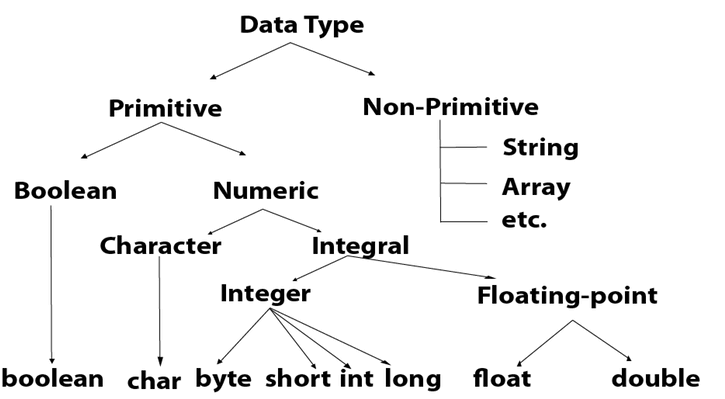 Data Type
Primitive
Non-Primitive
String
Array
etc.
Boolean
Numeric
Character
Integral
Integer
Floating-point
boolean
char
byte
short
int
long
float
double